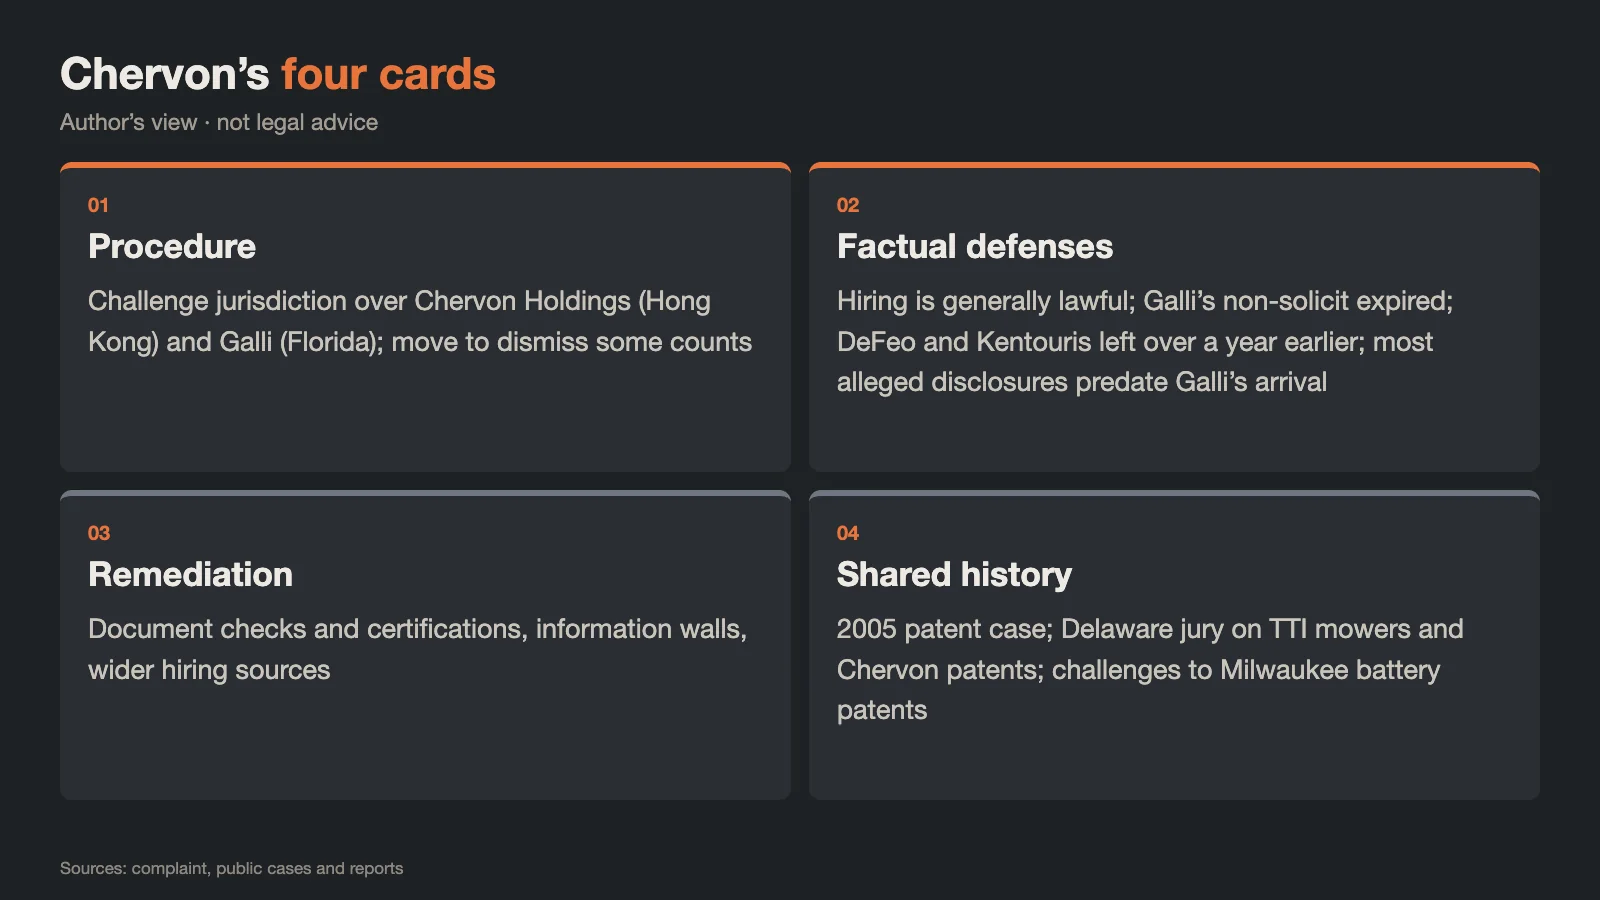 Chervon’s four cards
Author’s view · not legal advice
01
Procedure
Challenge jurisdiction over Chervon Holdings (Hong
Kong) and Galli (Florida); move to dismiss some counts
02
Factual defenses
Hiring is generally lawful; Galli’s non-solicit expired;
DeFeo and Kentouris left over a year earlier; most
alleged disclosures predate Galli’s arrival
03
Remediation
Document checks and certifications, information walls,
wider hiring sources
04
Shared history
2005 patent case; Delaware jury on TTI mowers and
Chervon patents; challenges to Milwaukee battery
patents
Sources: complaint, public cases and reports